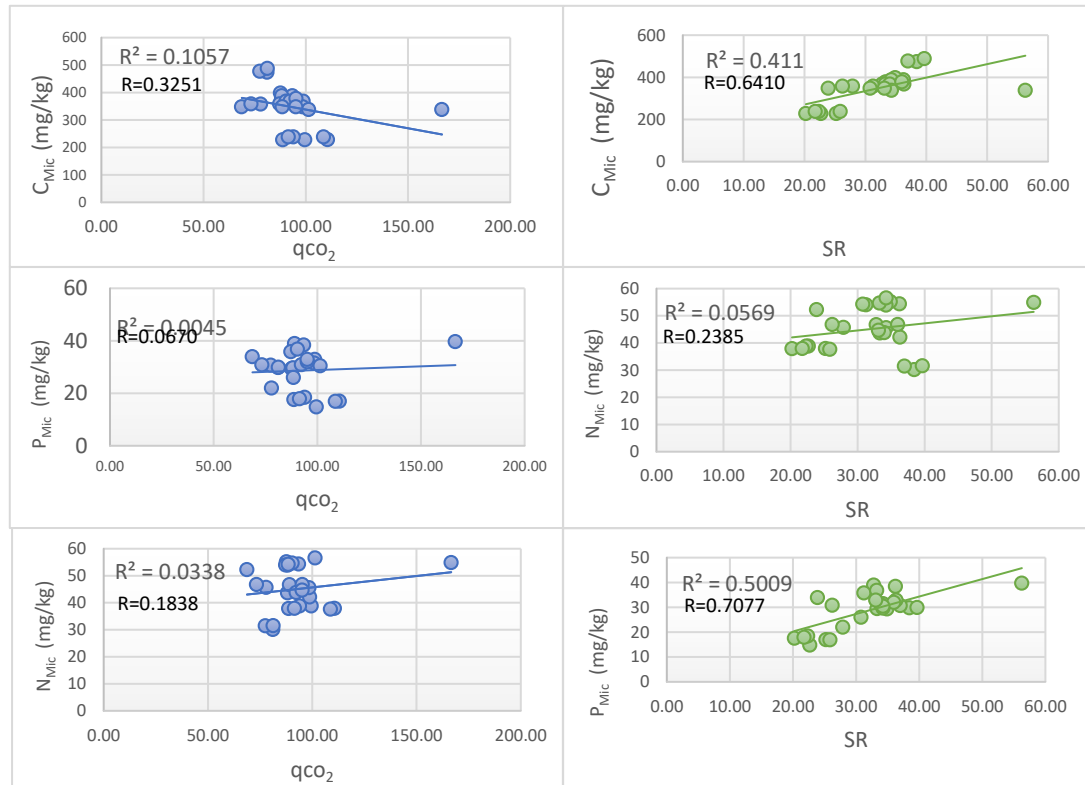 R² = 0.1057
R=0.3251
600
500
400
300
200
100
0
C_Mic (mg/kg)
0.00 50.00 100.00 150.00 200.00
qco₂
R² = 0.411
R=0.6410
600
400
200
0
C_Mic (mg/kg)
0.00 10.00 20.00 30.00 40.00 50.00 60.00
SR
R² = 0.0045
R=0.0670
60
40
20
0
P_Mic (mg/kg)
0.00 50.00 100.00 150.00 200.00
qco₂
R² = 0.0569
R=0.2385
60
50
40
30
20
10
0
N_Mic (mg/kg)
0.00 10.00 20.00 30.00 40.00 50.00 60.00
SR
R² = 0.0338
R=0.1838
60
50
40
30
20
10
0
N_Mic (mg/kg)
0.00 50.00 100.00 150.00 200.00
qco₂
R² = 0.5009
R=0.7077
50
40
30
20
10
0
P_Mic (mg/kg)
0.00 10.00 20.00 30.00 40.00 50.00 60.00
SR